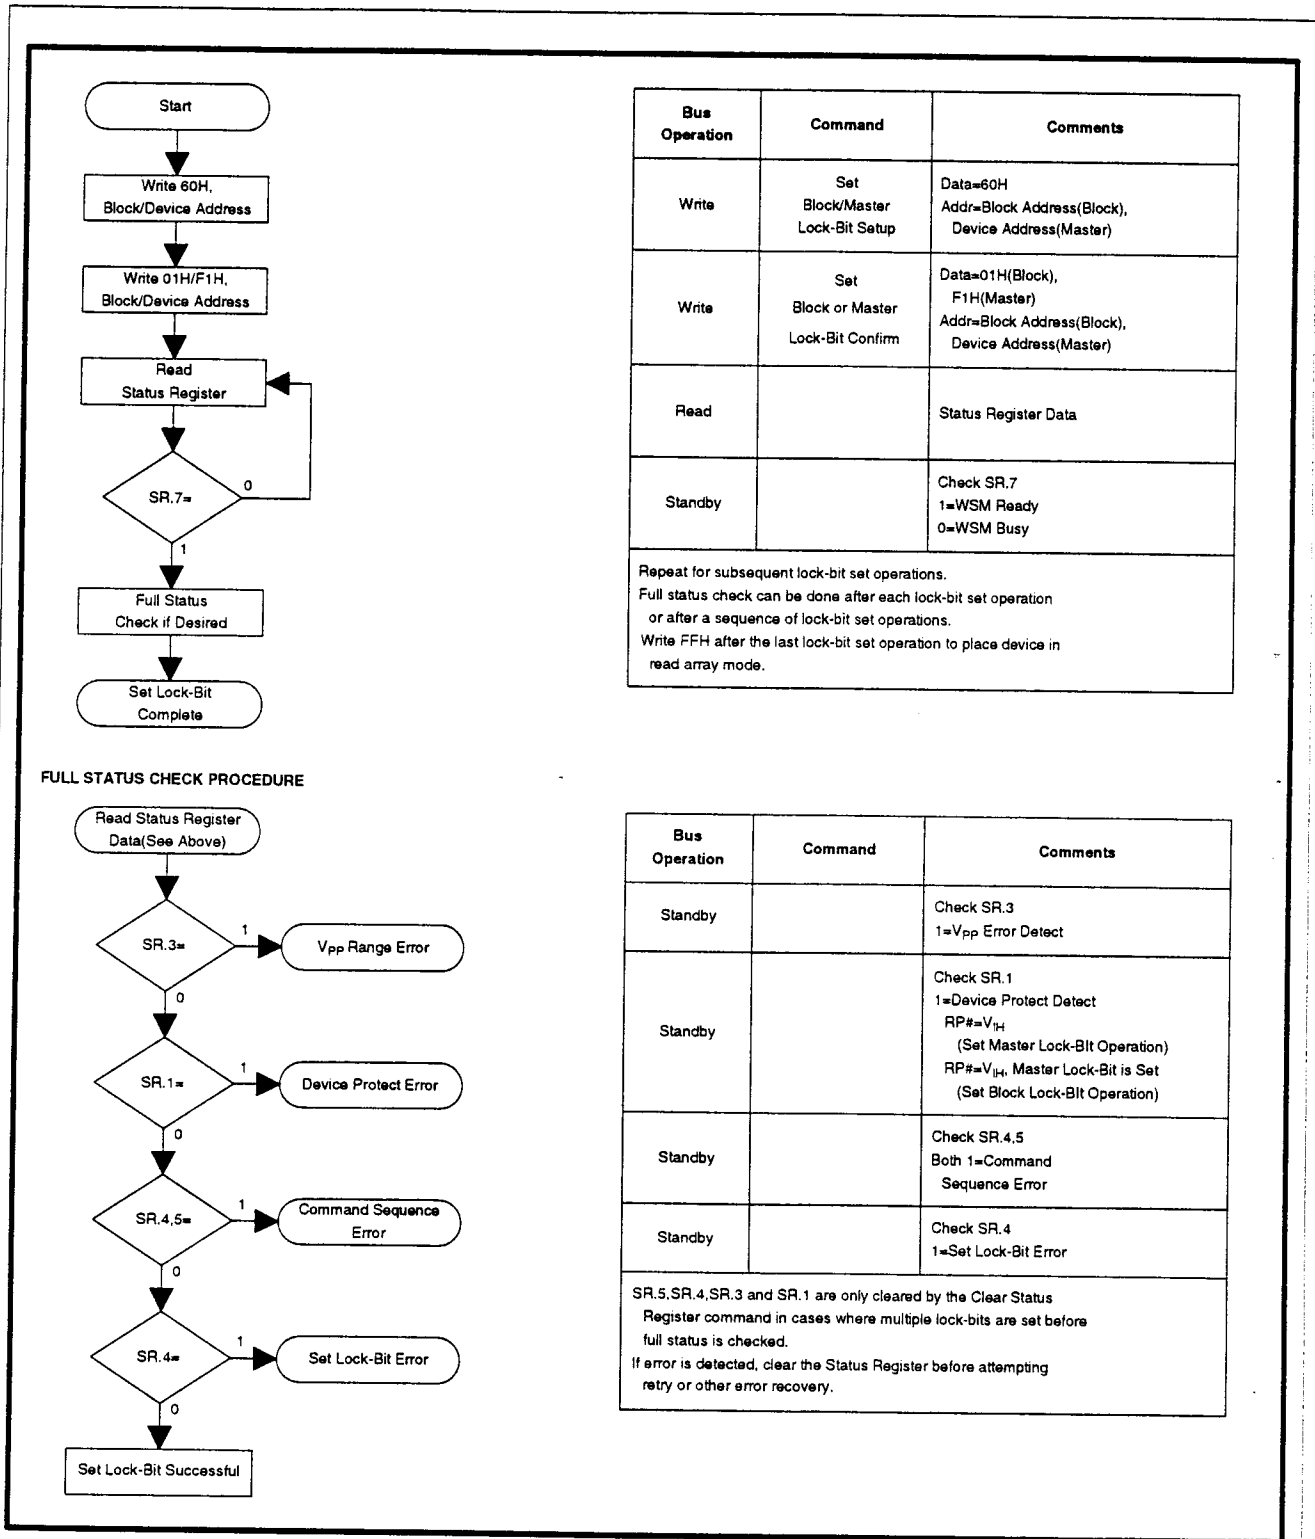 Start
Write 60H,
Block/Device Address
Write 01H/F1H,
Block/Device Address
Read
Status Register
SR.7=
0
1
Full Status
Check if Desired
Set Lock-Bit
Complete
Bus
Operation
Command
Comments
Write
Set
Block/Master
Lock-Bit Setup
Data=60H
Addr=Block Address(Block),
Device Address(Master)
Write
Set
Block or Master
Lock-Bit Confirm
Data=01H(Block),
F1H(Master)
Addr=Block Address(Block),
Device Address(Master)
Read
Status Register Data
Standby
Check SR.7
1=WSM Ready
0=WSM Busy
Repeat for subsequent lock-bit set operations.
Full status check can be done after each lock-bit set operation
or after a sequence of lock-bit set operations.
Write FFH after the last lock-bit set operation to place device in
read array mode.
FULL STATUS CHECK PROCEDURE
Read Status Register
Data(See Above)
SR.3=
1
VPP Range Error
0
SR.1=
1
Device Protect Error
0
SR.4,5=
1
Command Sequence
Error
0
SR.4=
1
Set Lock-Bit Error
0
Set Lock-Bit Successful
Bus
Operation
Command
Comments
Standby
Check SR.3
1=VPP Error Detect
Standby
Check SR.1
1=Device Protect Detect
RP#=VIH
(Set Master Lock-BIt Operation)
RP#=VIH, Master Lock-Bit is Set
(Set Block Lock-BIt Operation)
Standby
Check SR.4,5
Both 1=Command
Sequence Error
Standby
Check SR.4
1=Set Lock-Bit Error
SR.5,SR.4,SR.3 and SR.1 are only cleared by the Clear Status
Register command in cases where multiple lock-bits are set before
full status is checked.
If error is detected, clear the Status Register before attempting
retry or other error recovery.